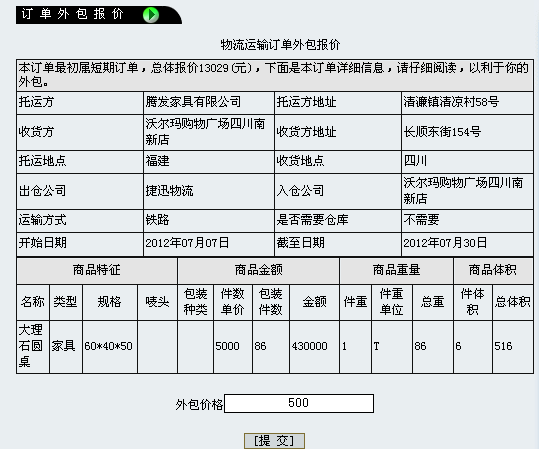 订单外包报价
物流运输订单外包报价
本订单最初属短期订单，总体报价13029(元)，下面是本订单详细信息，请仔细阅读，以利于你的
外包。
托运方 腾发家具有限公司 托运方地址 清濂镇清凉村58号
收货方 沃尔玛购物广场四川南新店 收货方地址 长顺东街154号
托运地点 福建 收货地点 四川
出仓公司 捷迅物流 入仓公司 沃尔玛购物广场四川南新店
运输方式 铁路 是否需要仓库 不需要
开始日期 2012年07月07日 截至日期 2012年07月30日
商品特征 商品金额 商品重量 商品体积
名称 类型 规格 唛头 包装种类 件数单价 包装件数 金额 件重 件重单位 总重 件体积 总体积
大理石圆桌 家具 60*40*50 5000 86 430000 1 T 86 6 516
外包价格 500
[提 交]